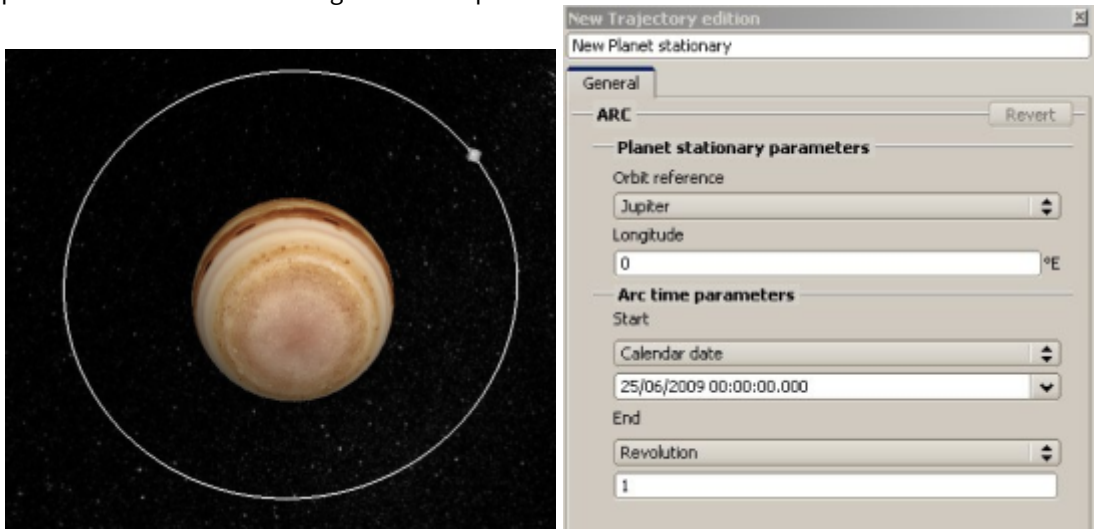 New Trajectory edition
New Planet stationary
General
ARC
Revert
Planet stationary parameters
Orbit reference
Jupiter
Longitude
0 °E
Arc time parameters
Start
Calendar date
25/06/2009 00:00:00.000
End
Revolution
1